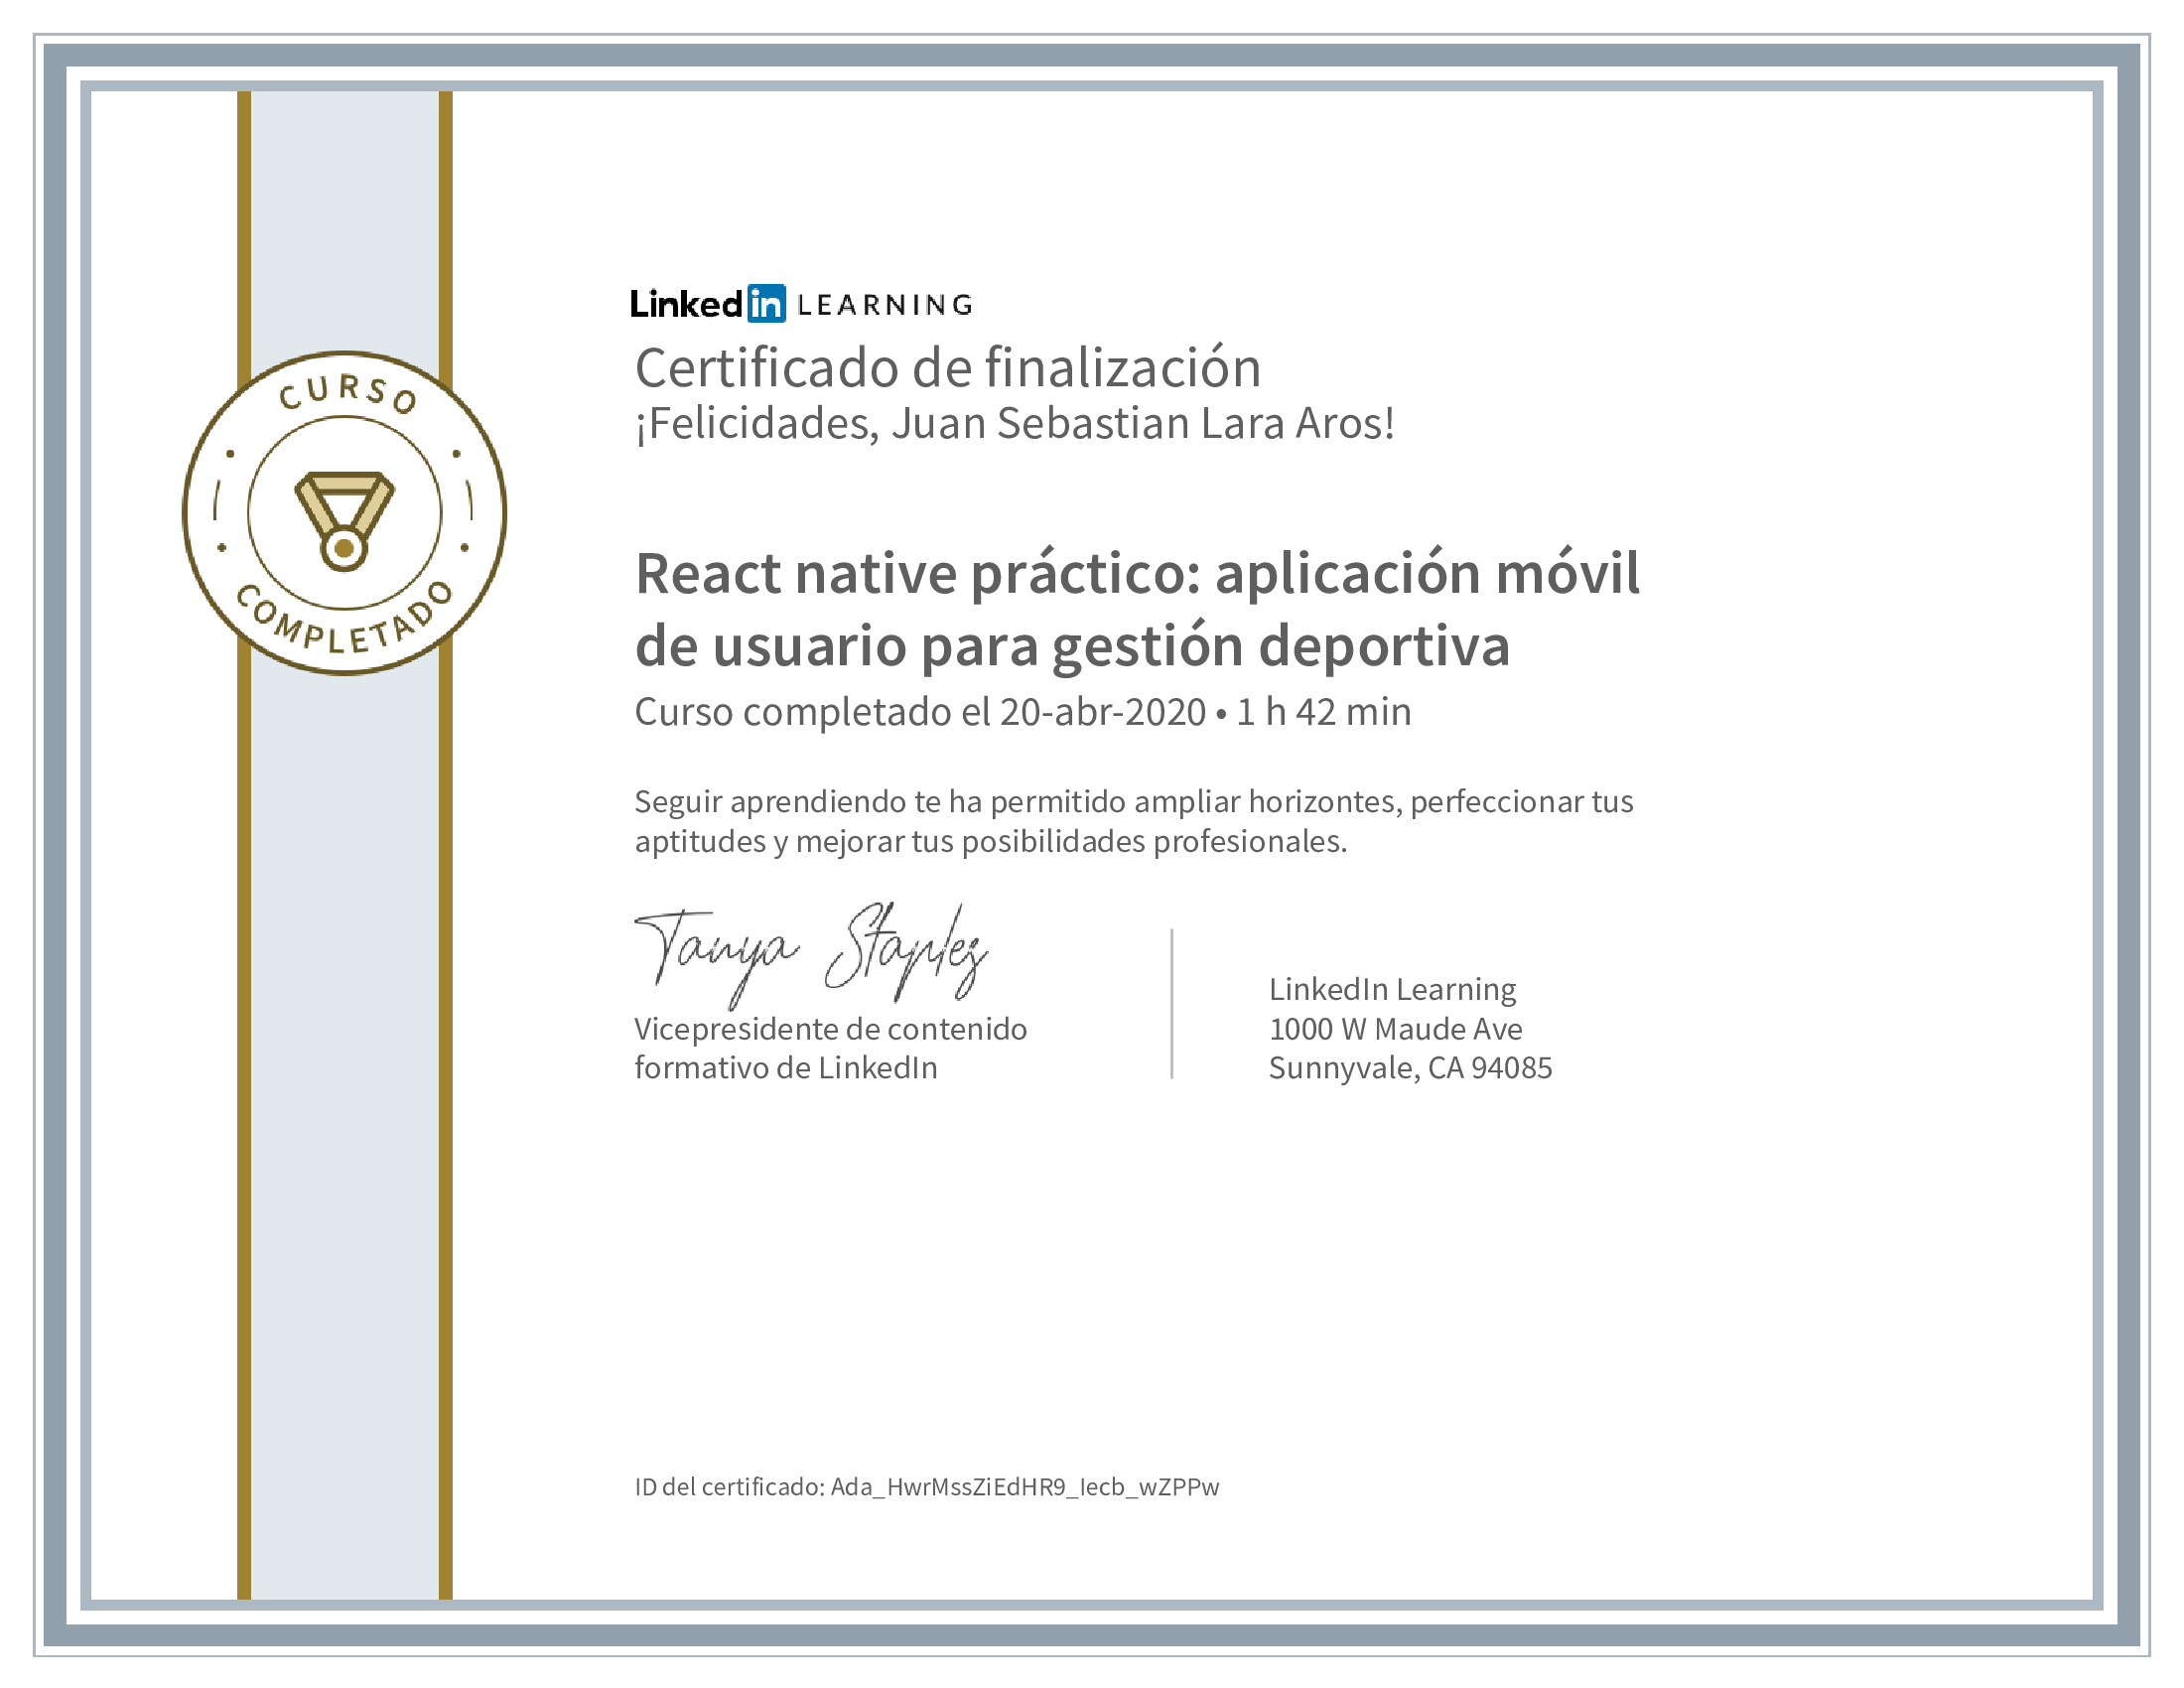 LinkedIn LEARNING
Certificado de finalización
¡Felicidades, Juan Sebastian Lara Aros!
CURSO
COMPLETADO
React native práctico: aplicación móvil
de usuario para gestión deportiva
Curso completado el 20-abr-2020 • 1 h 42 min
Seguir aprendiendo te ha permitido ampliar horizontes, perfeccionar tus
aptitudes y mejorar tus posibilidades profesionales.
Tanya Staples
Vicepresidente de contenido
formativo de LinkedIn
LinkedIn Learning
1000 W Maude Ave
Sunnyvale, CA 94085
ID del certificado: Ada_HwrMssZiEdHR9_Iecb_wZPPw